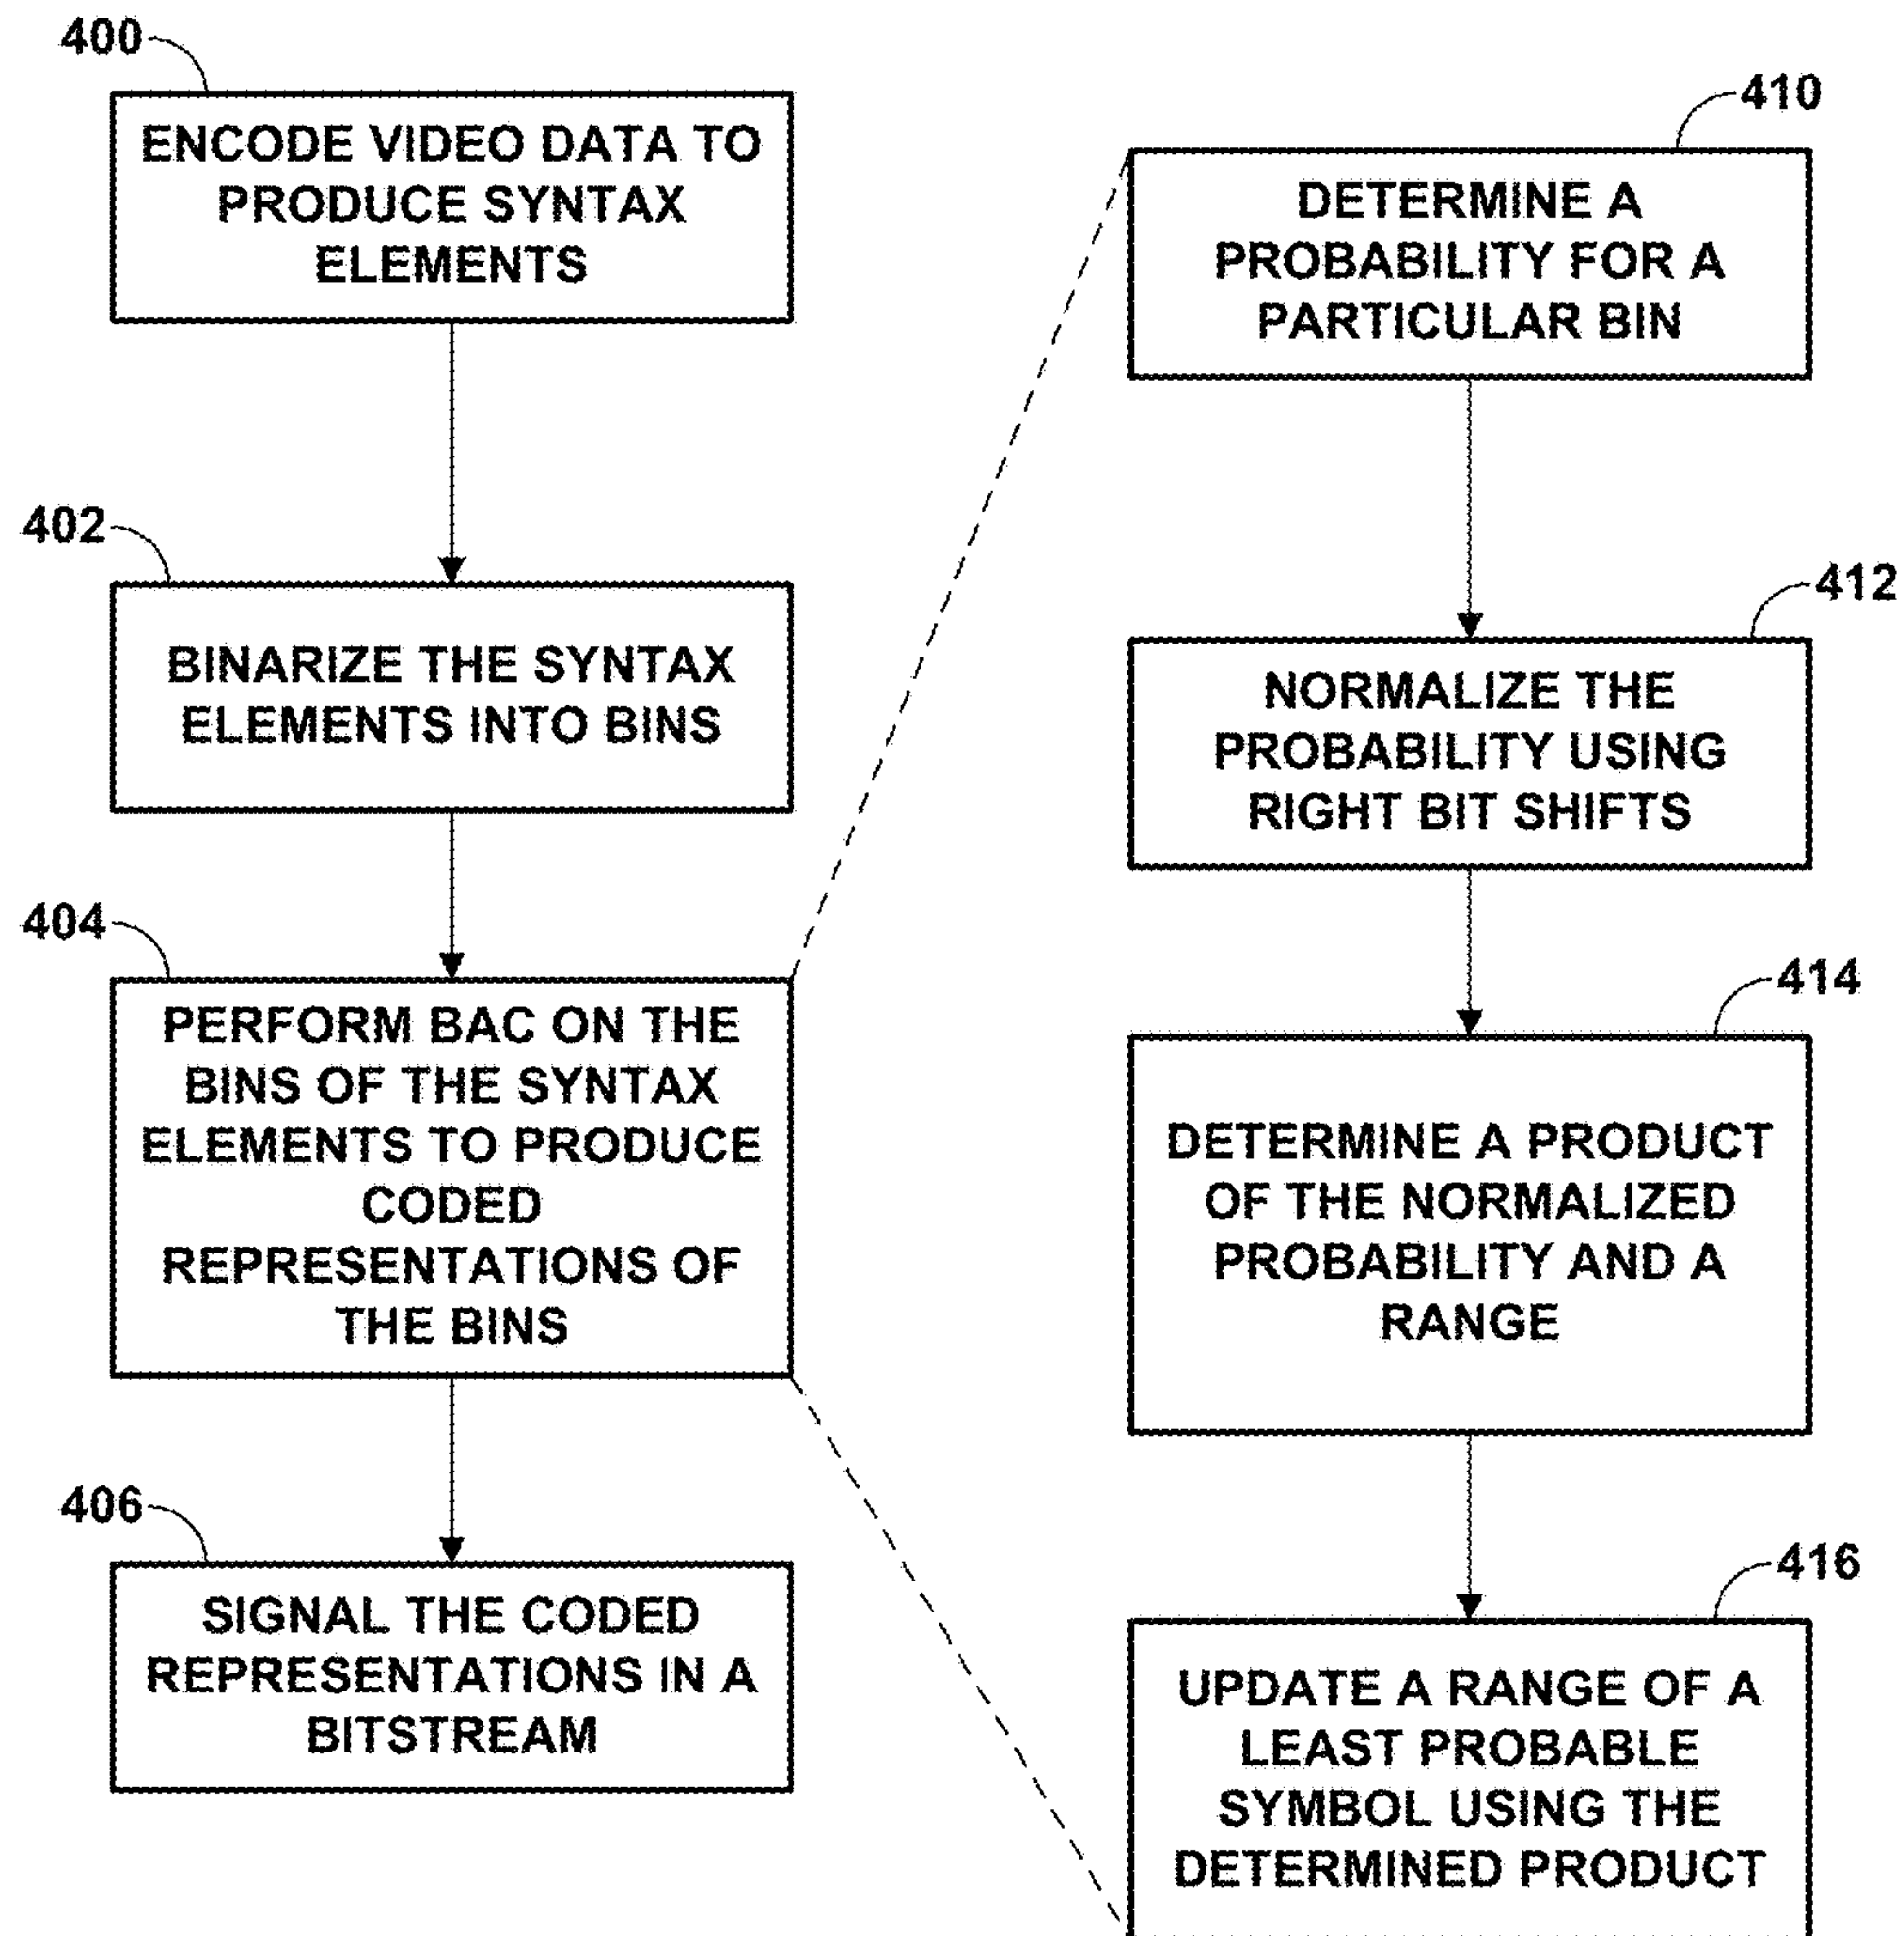 400
ENCODE VIDEO DATA TO
PRODUCE SYNTAX
ELEMENTS
402
BINARIZE THE SYNTAX
ELEMENTS INTO BINS
404
PERFORM BAC ON THE
BINS OF THE SYNTAX
ELEMENTS TO PRODUCE
CODED
REPRESENTATIONS OF
THE BINS
406
SIGNAL THE CODED
REPRESENTATIONS IN A
BITSTREAM
410
DETERMINE A
PROBABILITY FOR A
PARTICULAR BIN
412
NORMALIZE THE
PROBABILITY USING
RIGHT BIT SHIFTS
414
DETERMINE A PRODUCT
OF THE NORMALIZED
PROBABILITY AND A
RANGE
416
UPDATE A RANGE OF A
LEAST PROBABLE
SYMBOL USING THE
DETERMINED PRODUCT